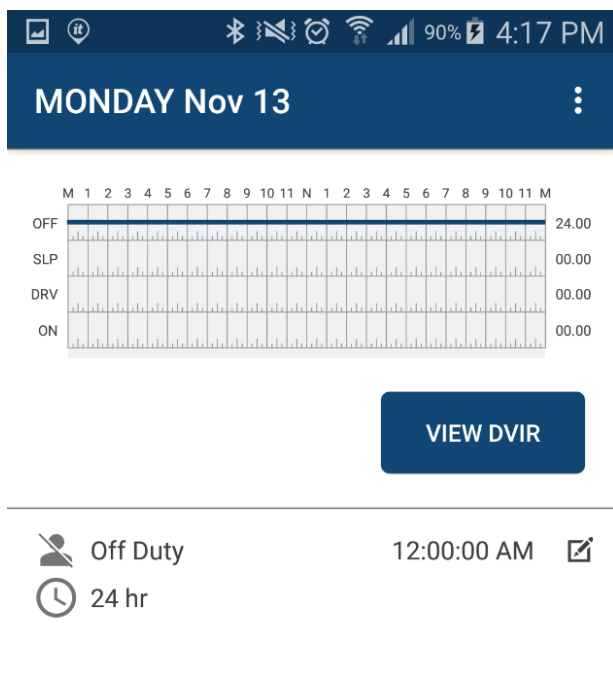 it 90% 4:17 PM
MONDAY Nov 13
M 1 2 3 4 5 6 7 8 9 10 11 N 1 2 3 4 5 6 7 8 9 10 11 M
OFF 24.00
SLP 00.00
DRV 00.00
ON 00.00
VIEW DVIR
Off Duty 12:00:00 AM
24 hr